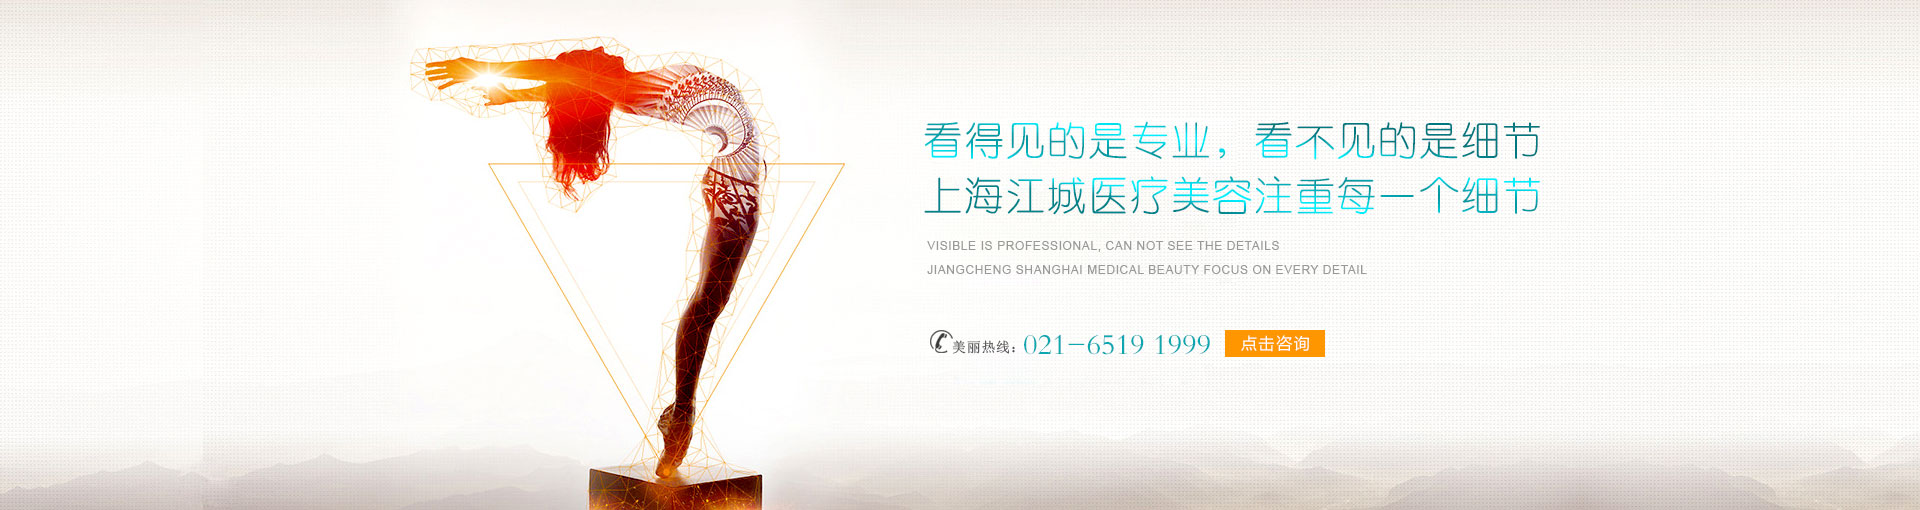 看得见的是专业，看不见的是细节
上海江城医疗美容注重每一个细节
VISIBLE IS PROFESSIONAL, CAN NOT SEE THE DETAILS
JIANGCHENG SHANGHAI MEDICAL BEAUTY FOCUS ON EVERY DETAIL
美丽热线：021-6519 1999 点击咨询